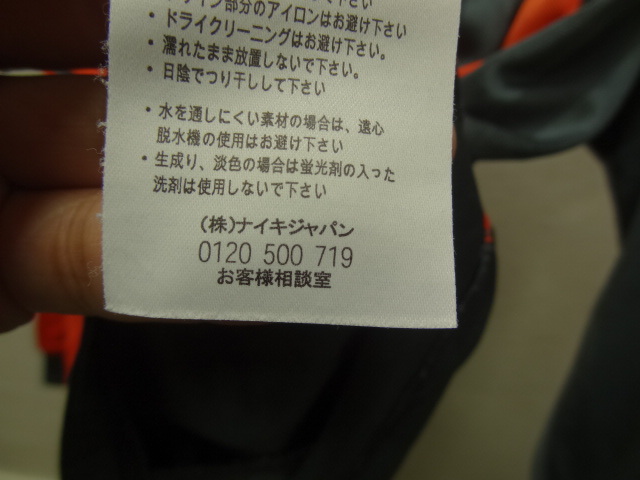 部分のアイロンはお避け下さい
・ドライクリーニングはお避け下さい。
・濡れたまま放置しないで下さい。
・日陰でつり干しして下さい
・水を通しにくい素材の場合は、遠心
脱水機の使用はお避け下さい
・生成り、淡色の場合は蛍光剤の入った
洗剤は使用しないで下さい
(株)ナイキジャパン
0120 500 719
お客様相談室